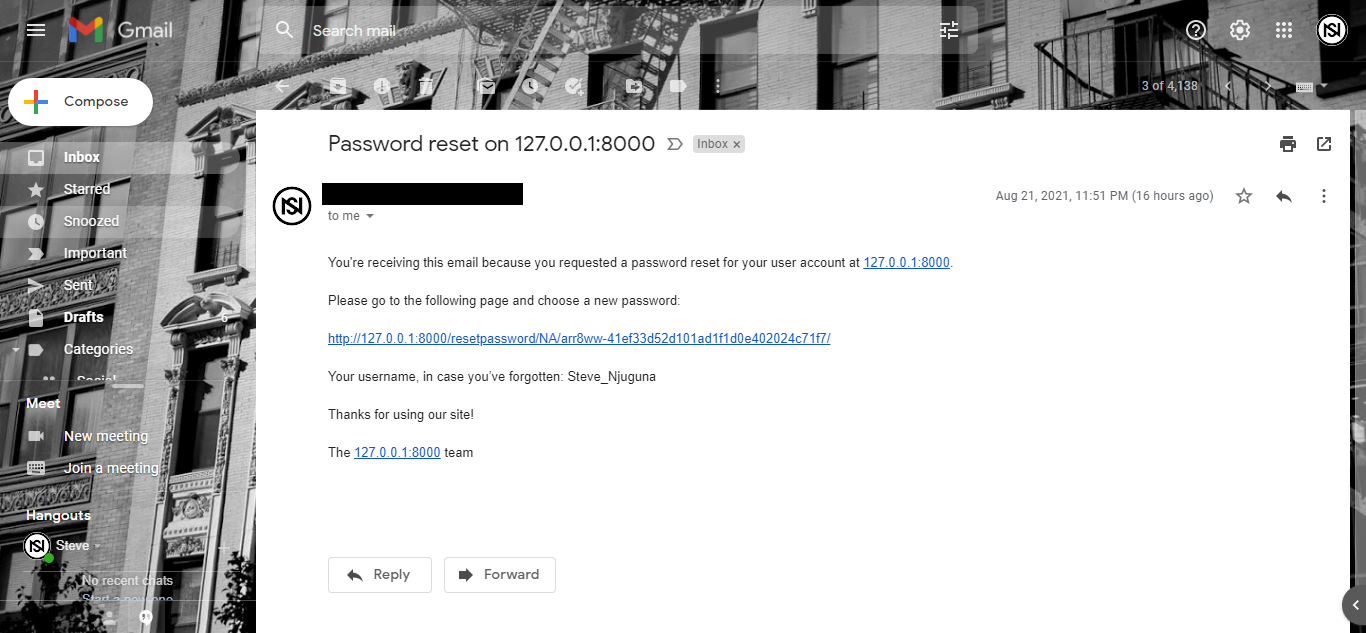 Gmail
Search mail
Compose
3 of 4,138
Inbox
Starred
Snoozed
Important
Sent
Drafts 6
Categories
Social
Meet
New meeting
Join a meeting
Hangouts
Steve
No recent chats
Start a new one
Password reset on 127.0.0.1:8000
Inbox ×
to me
Aug 21, 2021, 11:51 PM (16 hours ago)
You're receiving this email because you requested a password reset for your user account at 127.0.0.1:8000.
Please go to the following page and choose a new password:
http://127.0.0.1:8000/resetpassword/NA/arr8ww-41ef33d52d101ad1f1d0e402024c71f7/
Your username, in case you've forgotten: Steve_Njuguna
Thanks for using our site!
The 127.0.0.1:8000 team
Reply
Forward